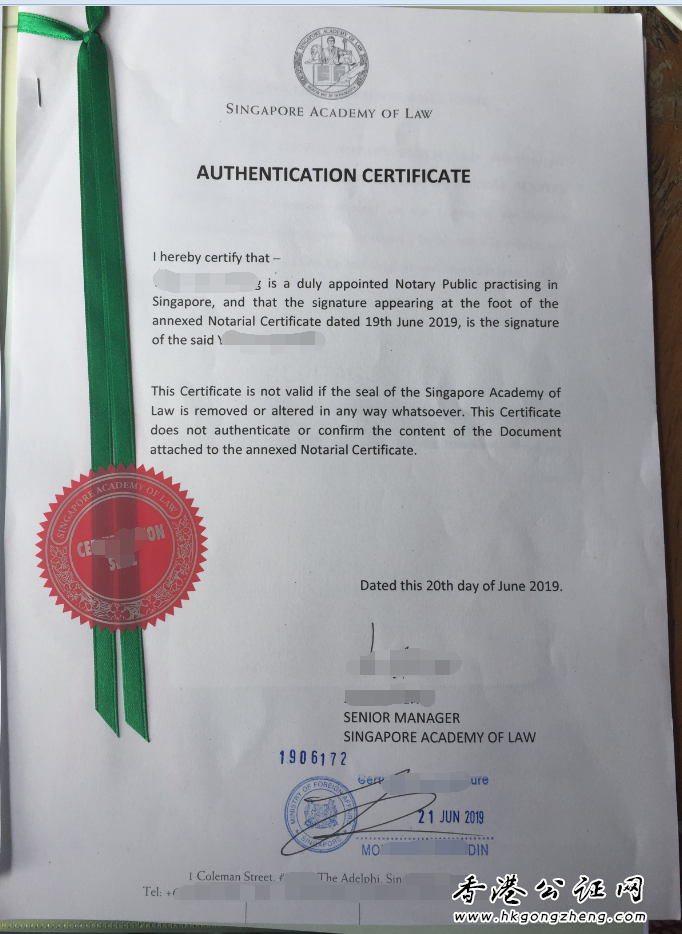 SINGAPORE ACADEMY OF LAW
AUTHENTICATION CERTIFICATE
I hereby certify that –
is a duly appointed Notary Public practising in
Singapore, and that the signature appearing at the foot of the
annexed Notarial Certificate dated 19th June 2019, is the signature
of the said
This Certificate is not valid if the seal of the Singapore Academy of
Law is removed or altered in any way whatsoever. This Certificate
does not authenticate or confirm the content of the Document
attached to the annexed Notarial Certificate.
SINGAPORE ACADEMY OF LAW
Dated this 20th day of June 2019.
SENIOR MANAGER
SINGAPORE ACADEMY OF LAW
1906172
MINISTRY OF FOREIGN AFFAIRS
SINGAPORE
21 JUN 2019
1 Coleman Street, The Adelphi,
Tel:
香港公证网
www.hkgongzheng.com